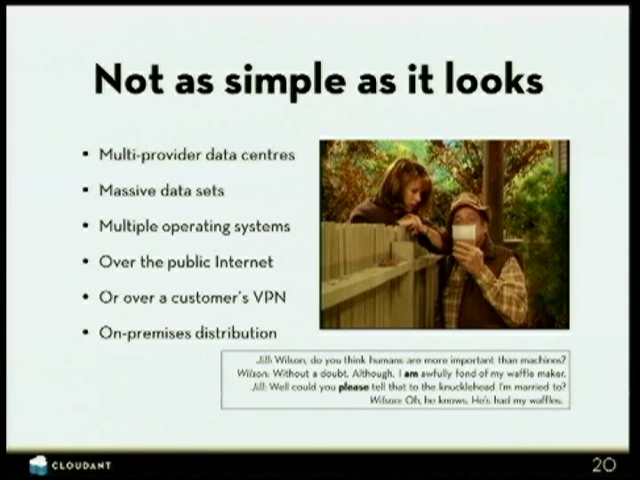 Not as simple as it looks
• Multi-provider data centres
• Massive data sets
• Multiple operating systems
• Over the public Internet
• Or over a customer's VPN
• On-premises distribution
Jill: Wilson, do you think humans are more important than machines?
Wilson: Without a doubt. Although, I am awfully fond of my waffle maker.
Jill: Well could you please tell that to the knucklehead I'm married to?
Wilson: Oh, he knows. He's had my waffles.
CLOUDANT
20